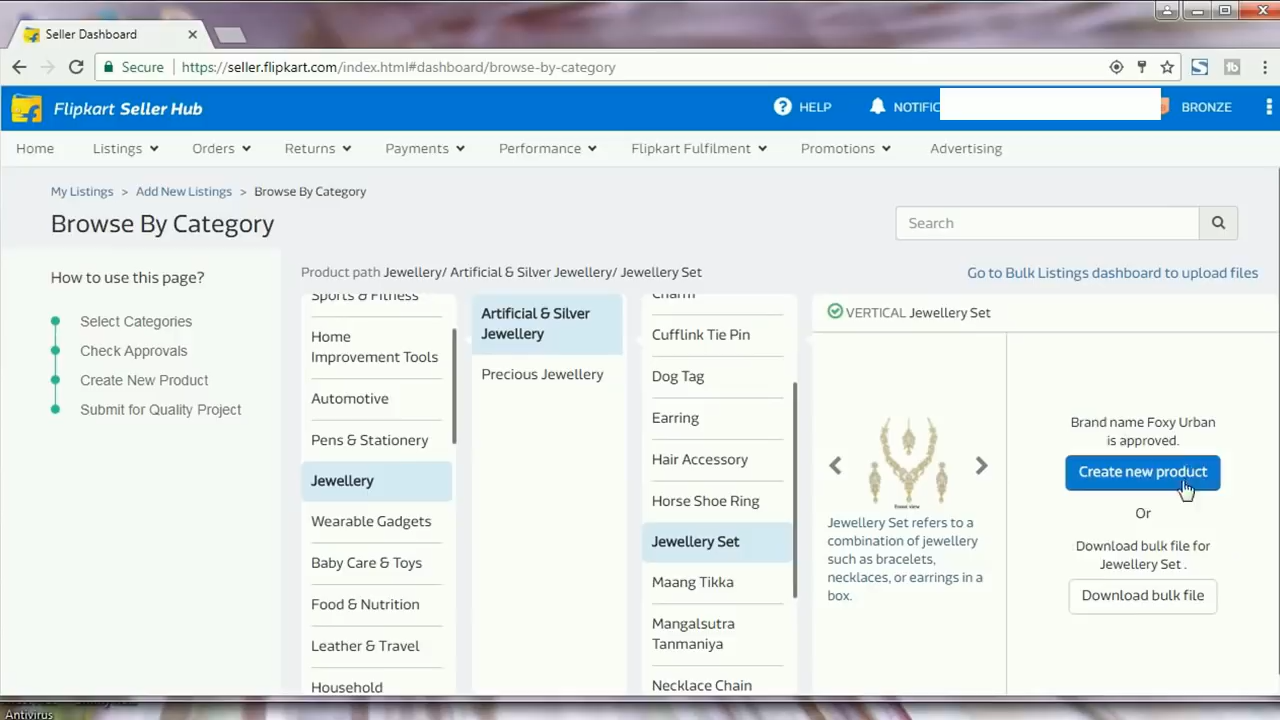 Seller Dashboard
Secure
https://seller.flipkart.com/index.html#dashboard/browse-by-category
Flipkart Seller Hub
HELP
NOTIFIC
BRONZE
Home
Listings
Orders
Returns
Payments
Performance
Flipkart Fulfilment
Promotions
Advertising
My Listings > Add New Listings > Browse By Category
Browse By Category
Search
How to use this page?
Select Categories
Check Approvals
Create New Product
Submit for Quality Project
Product path Jewellery/ Artificial & Silver Jewellery/ Jewellery Set
Go to Bulk Listings dashboard to upload files
Sports & Fitness
Home
Improvement Tools
Automotive
Pens & Stationery
Jewellery
Wearable Gadgets
Baby Care & Toys
Food & Nutrition
Leather & Travel
Household
Artificial & Silver
Jewellery
Precious Jewellery
Charm
Cufflink Tie Pin
Dog Tag
Earring
Hair Accessory
Horse Shoe Ring
Jewellery Set
Maang Tikka
Mangalsutra
Tanmaniya
Necklace Chain
VERTICAL Jewellery Set
Jewellery Set refers to a
combination of jewellery
such as bracelets,
necklaces, or earrings in a
box.
Brand name Foxy Urban
is approved.
Create new product
Or
Download bulk file for
Jewellery Set .
Download bulk file
Antivirus